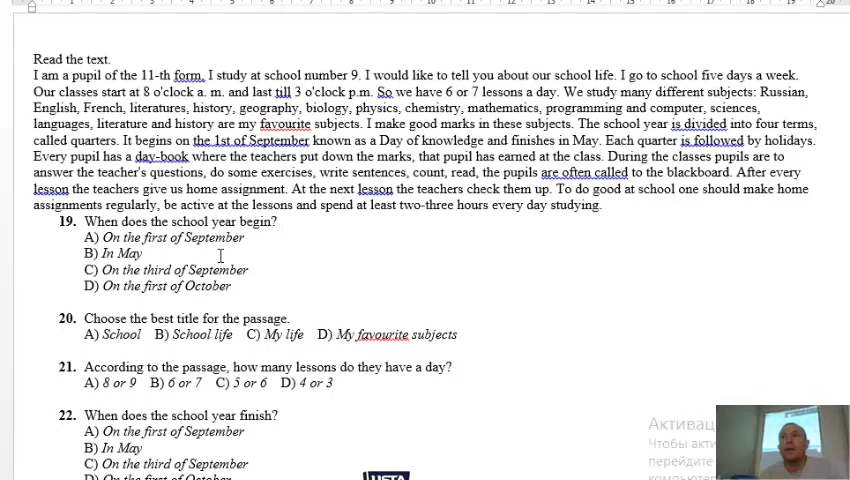 Read the text.
I am a pupil of the 11-th form. I study at school number 9. I would like to tell you about our school life. I go to school five days a week.
Our classes start at 8 o'clock a. m. and last till 3 o'clock p.m. So we have 6 or 7 lessons a day. We study many different subjects: Russian,
English, French, literatures, history, geography, biology, physics, chemistry, mathematics, programming and computer, sciences,
languages, literature and history are my favourite subjects. I make good marks in these subjects. The school year is divided into four terms,
called quarters. It begins on the 1st of September known as a Day of knowledge and finishes in May. Each quarter is followed by holidays.
Every pupil has a day-book where the teachers put down the marks, that pupil has earned at the class. During the classes pupils are to
answer the teacher's questions, do some exercises, write sentences, count, read, the pupils are often called to the blackboard. After every
lesson the teachers give us home assignment. At the next lesson the teachers check them up. To do good at school one should make home
assignments regularly, be active at the lessons and spend at least two-three hours every day studying.
19. When does the school year begin?
A) On the first of September
B) In May
C) On the third of September
D) On the first of October
20. Choose the best title for the passage.
A) School B) School life C) My life D) My favourite subjects
21. According to the passage, how many lessons do they have a day?
A) 8 or 9 B) 6 or 7 C) 5 or 6 D) 4 or 3
22. When does the school year finish?
A) On the first of September
B) In May
C) On the third of September
D) On the first of October
Активац
Чтобы акти
перейдите
компьютер